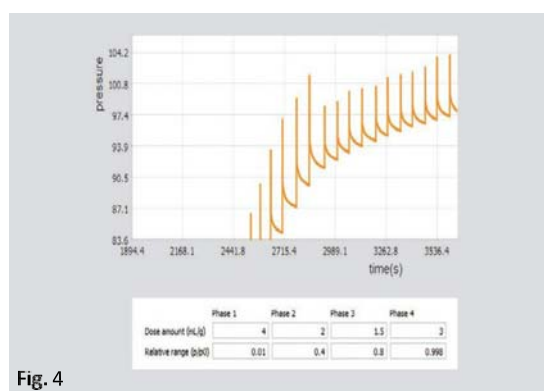 104.2
100.8
97.4
93.9
90.5
87.1
83.6
pressure
1894.4 2168.1 2441.8 2715.4 2989.1 3262.8 3536.4
time(s)
Phase 1 Phase 2 Phase 3 Phase 4
Dose amount (mL/g) 4 2 1.5 3
Relative range (p/p0) 0.01 0.4 0.8 0.998
Fig. 4